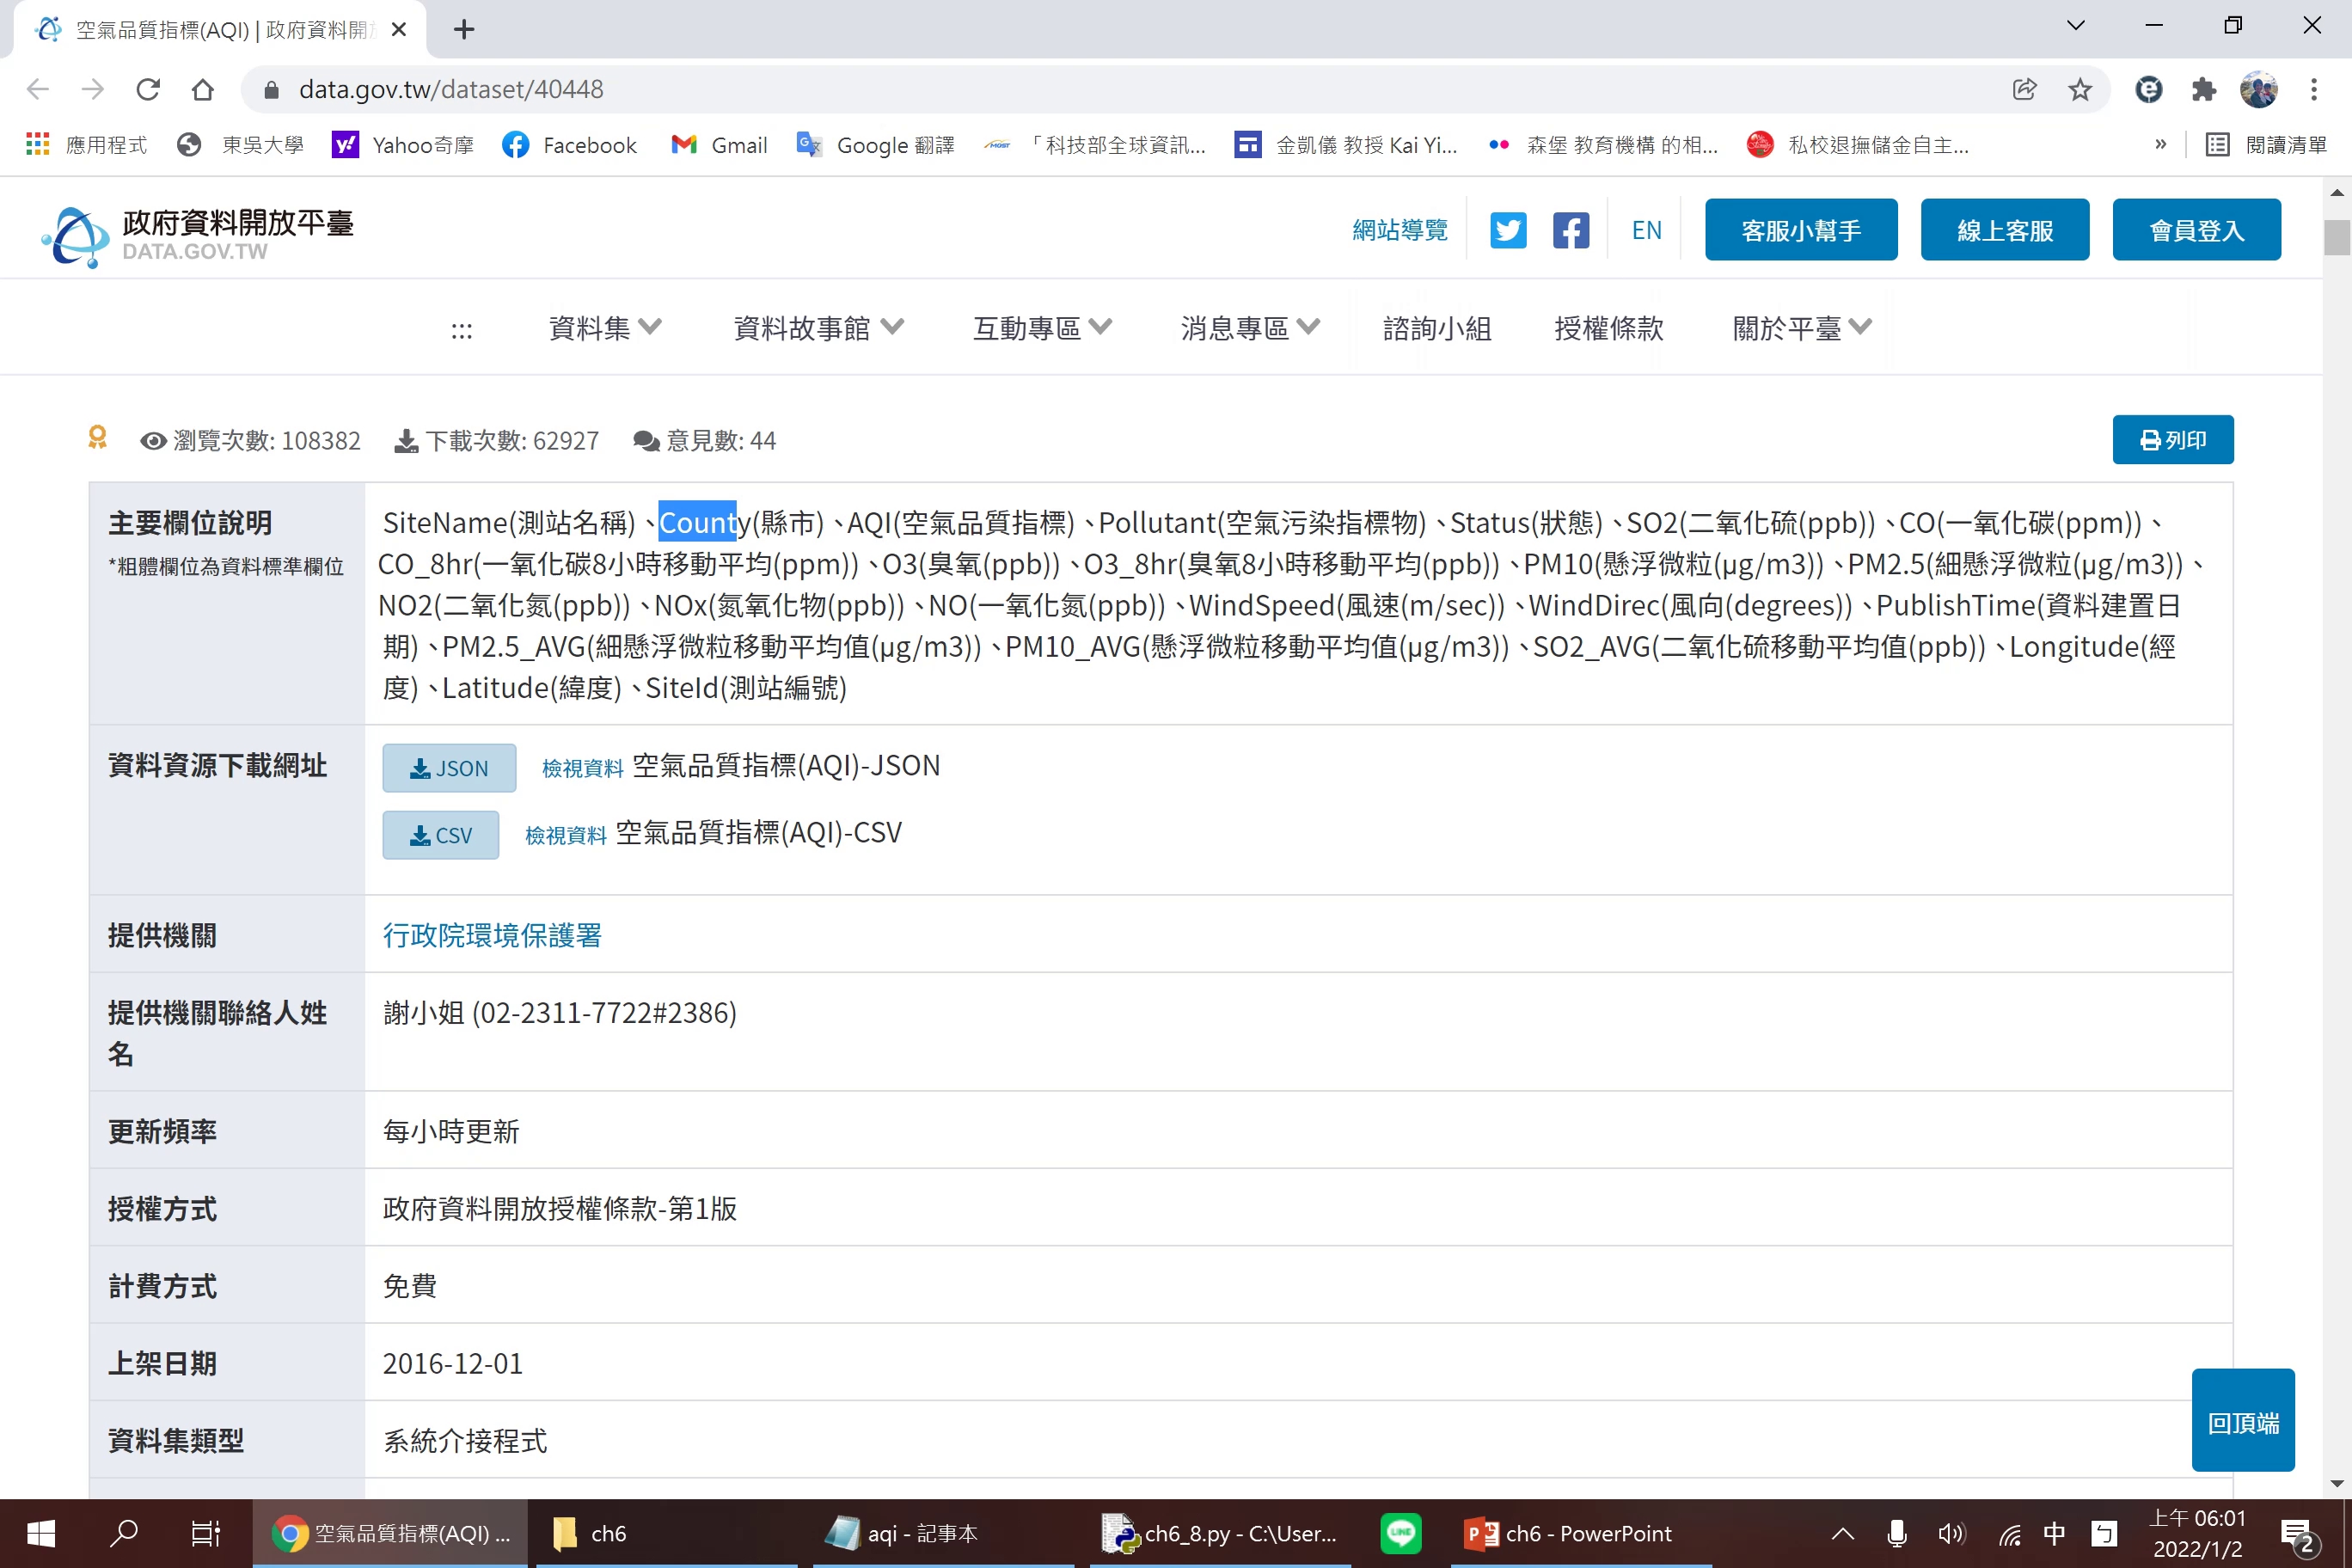 空氣品質指標(AQI) | 政府資料開
data.gov.tw/dataset/40448
應用程式 東吳大學 Yahoo奇摩 Facebook Gmail Google 翻譯 「科技部全球資訊... 金凱儀 教授 Kai Yi... 森堡 教育機構 的相... 私校退撫儲金自主... » 閱讀清單
政府資料開放平臺
DATA.GOV.TW
網站導覽 EN 客服小幫手 線上客服 會員登入
::: 資料集 資料故事館 互動專區 消息專區 諮詢小組 授權條款 關於平臺
瀏覽次數: 108382 下載次數: 62927 意見數: 44 列印
主要欄位說明
*粗體欄位為資料標準欄位
SiteName(測站名稱)、County(縣市)、AQI(空氣品質指標)、Pollutant(空氣污染指標物)、Status(狀態)、SO2(二氧化硫(ppb))、CO(一氧化碳(ppm))、
CO_8hr(一氧化碳8小時移動平均(ppm))、O3(臭氧(ppb))、O3_8hr(臭氧8小時移動平均(ppb))、PM10(懸浮微粒(μg/m3))、PM2.5(細懸浮微粒(μg/m3))、
NO2(二氧化氮(ppb))、NOx(氮氧化物(ppb))、NO(一氧化氮(ppb))、WindSpeed(風速(m/sec))、WindDirec(風向(degrees))、PublishTime(資料建置日
期)、PM2.5_AVG(細懸浮微粒移動平均值(μg/m3))、PM10_AVG(懸浮微粒移動平均值(μg/m3))、SO2_AVG(二氧化硫移動平均值(ppb))、Longitude(經
度)、Latitude(緯度)、SiteId(測站編號)
資料資源下載網址
JSON 檢視資料 空氣品質指標(AQI)-JSON
CSV 檢視資料 空氣品質指標(AQI)-CSV
提供機關 行政院環境保護署
提供機關聯絡人姓
名
謝小姐 (02-2311-7722#2386)
更新頻率 每小時更新
授權方式 政府資料開放授權條款-第1版
計費方式 免費
上架日期 2016-12-01
資料集類型 系統介接程式
回頂端
空氣品質指標(AQI) ... ch6 aqi - 記事本 ch6_8.py - C:\User... LINE ch6 - PowerPoint 中 ㄅ
上午 06:01
2022/1/2
2